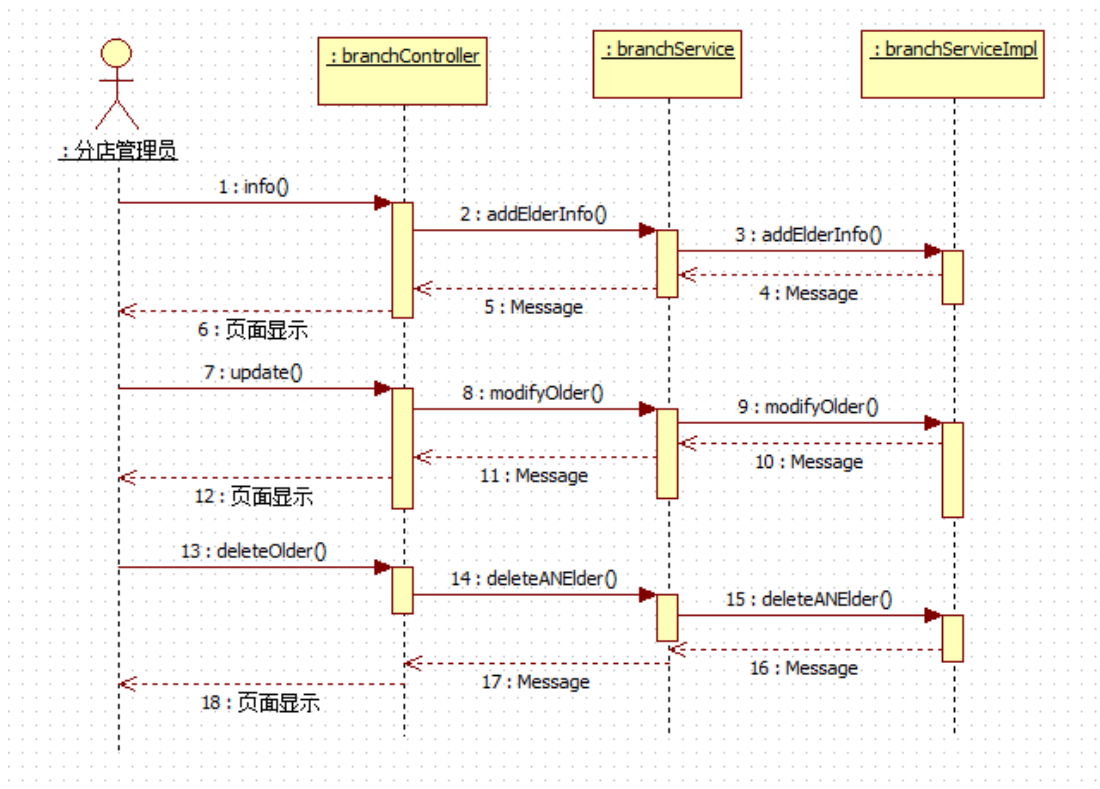 : branchController
: branchService
: branchServiceImpl
: 分店管理员
1 : info()
2 : addElderInfo()
3 : addElderInfo()
4 : Message
5 : Message
6 : 页面显示
7 : update()
8 : modifyOlder()
9 : modifyOlder()
10 : Message
11 : Message
12 : 页面显示
13 : deleteOlder()
14 : deleteANElder()
15 : deleteANElder()
16 : Message
17 : Message
18 : 页面显示